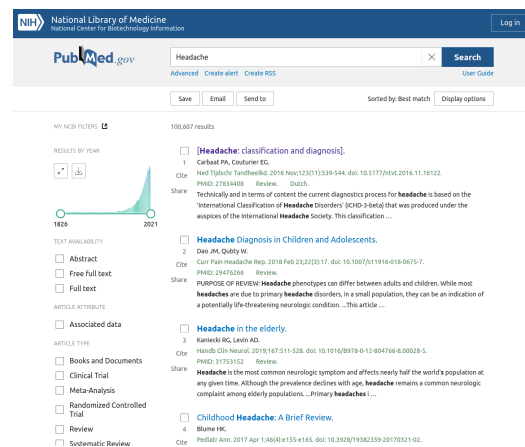 NIH National Library of Medicine
National Center for Biotechnology Information
Log in
PubMed.gov
Headache
Search
Advanced Create alert Create RSS
User Guide
Save Email Send to
Sorted by: Best match Display options
MY NCBI FILTERS
100,607 results
RESULTS BY YEAR
1826 2021
TEXT AVAILABILITY
Abstract
Free full text
Full text
ARTICLE ATTRIBUTE
Associated data
ARTICLE TYPE
Books and Documents
Clinical Trial
Meta-Analysis
Randomized Controlled
Trial
Review
Systematic Review
[Headache: classification and diagnosis].
1
Cite
Share
Carbaat PA, Couturier EG.
Ned Tijdschr Tandheelkd. 2016 Nov;123(11):539-544. doi: 10.5177/ntvt.2016.11.16122.
PMID: 27834408 Review. Dutch.
Technically and in terms of content the current diagnostics process for headache is based on the
'International Classification of Headache Disorders' (ICHD-3-beta) that was produced under the
auspices of the International Headache Society. This classification ...
Headache Diagnosis in Children and Adolescents.
2
Cite
Share
Dao JM, Qubty W.
Curr Pain Headache Rep. 2018 Feb 23;22(3):17. doi: 10.1007/s11916-018-0675-7.
PMID: 29476266 Review.
PURPOSE OF REVIEW: Headache phenotypes can differ between adults and children. While most
headaches are due to primary headache disorders, in a small population, they can be an indication of
a potentially life-threatening neurologic condition. ...This article ...
Headache in the elderly.
3
Cite
Share
Kaniecki RG, Levin AD.
Handb Clin Neurol. 2019;167:511-528. doi: 10.1016/B978-0-12-804766-8.00028-5.
PMID: 31753152 Review.
Headache is the most common neurologic symptom and affects nearly half the world's population at
any given time. Although the prevalence declines with age, headache remains a common neurologic
complaint among elderly populations. ...Primary headaches i ...
Childhood Headache: A Brief Review.
4
Cite
Blume HK.
Pediatr Ann. 2017 Apr 1;46(4):e155-e165. doi: 10.3928/19382359-20170321-02.